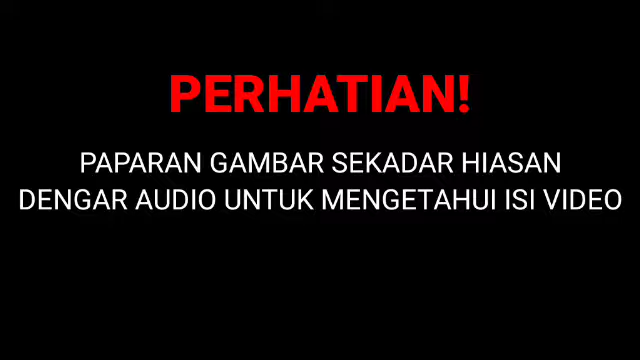 PERHATIAN!
PAPARAN GAMBAR SEKADAR HIASAN
DENGAR AUDIO UNTUK MENGETAHUI ISI VIDEO